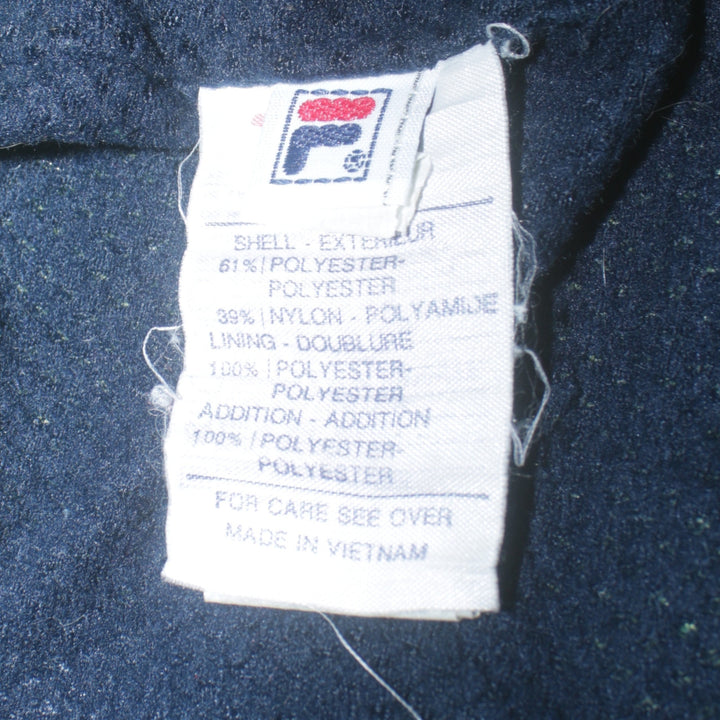 SHELL - EXTERIEUR
61% | POLYESTER-
POLYESTER
39% | NYLON - POLYAMIDE
LINING - DOUBLURE
100% | POLYESTER-
POLYESTER
ADDITION - ADDITION
100% | POLYESTER-
POLYESTER
FOR CARE SEE OVER
MADE IN VIETNAM